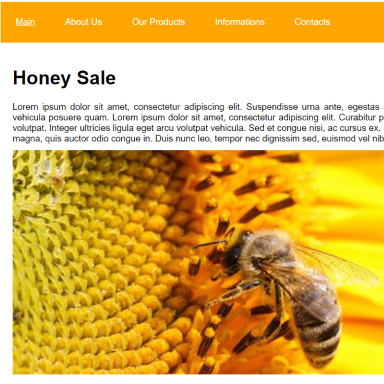 Main About Us Our Products Informations Contacts
Honey Sale
Lorem ipsum dolor sit amet, consectetur adipiscing elit. Suspendisse urna ante, egestas
vehicula posuere quam. Lorem ipsum dolor sit amet, consectetur adipiscing elit. Curabitur p
volutpat. Integer ultricies ligula eget arcu volutpat vehicula. Sed et congue nisi, ac cursus ex.
magna, quis auctor odio congue in. Duis nunc leo, tempor nec dignissim sed, euismod vel nib